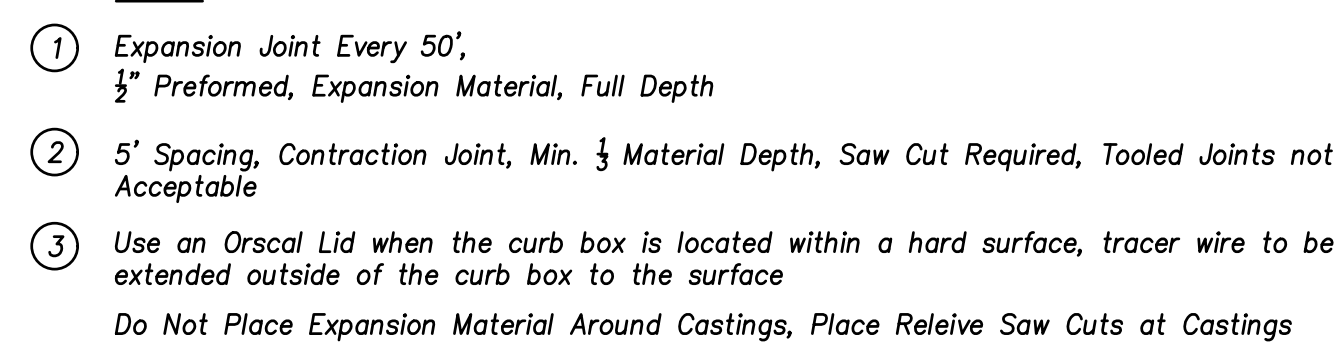 1 Expansion Joint Every 50',
½" Preformed, Expansion Material, Full Depth
2 5' Spacing, Contraction Joint, Min. ⅓ Material Depth, Saw Cut Required, Tooled Joints not
Acceptable
3 Use an Orscal Lid when the curb box is located within a hard surface, tracer wire to be
extended outside of the curb box to the surface
Do Not Place Expansion Material Around Castings, Place Releive Saw Cuts at Castings